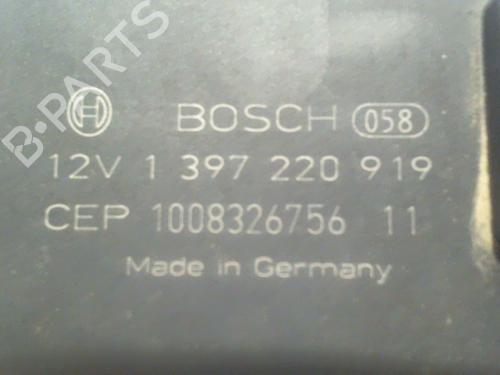 B-PARTS
BOSCH 058
12V 1 397 220 919
CEP 1008326756 11
Made in Germany